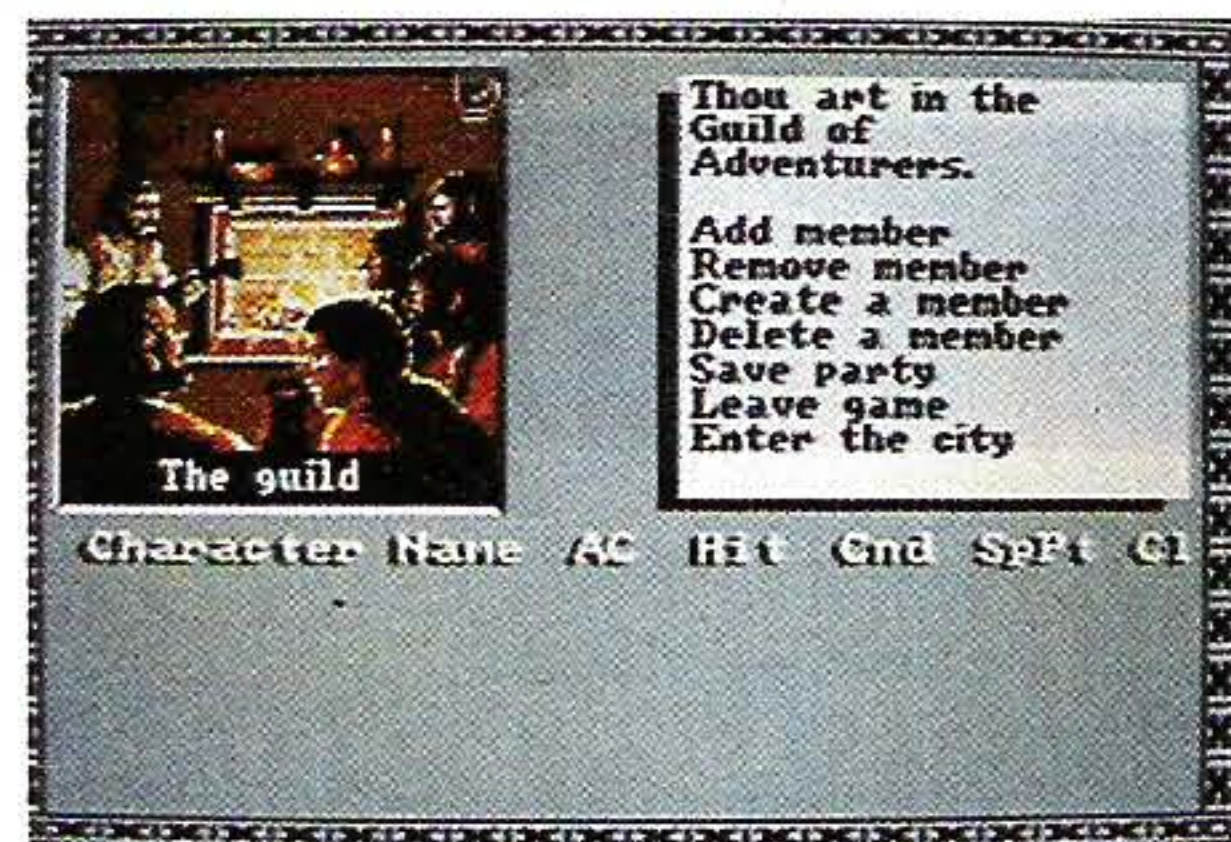 Thou art in the
Guild of
Adventurers.
Add member
Remove member
Create a member
Delete a member
Save party
Leave game
Enter the city
The guild
Character Name AC Hit Cnd SpPt Cl